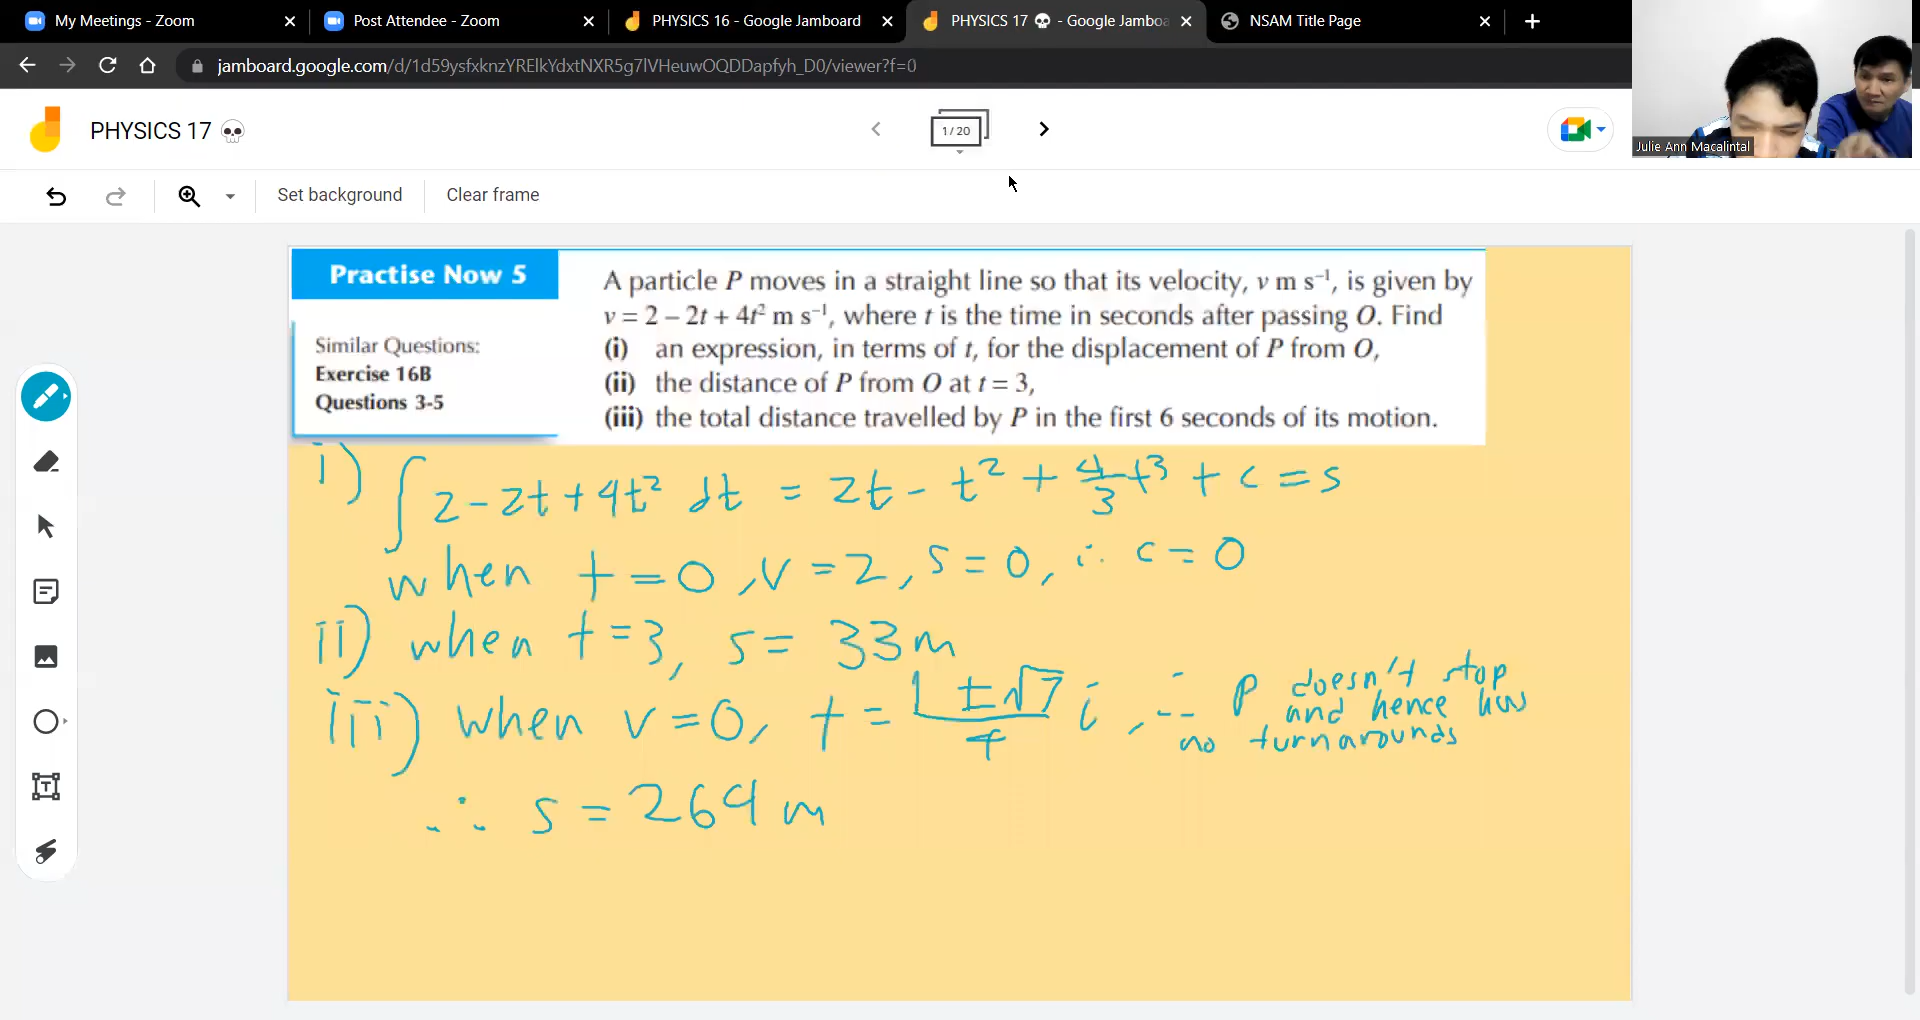 My Meetings - Zoom
Post Attendee - Zoom
PHYSICS 16 - Google Jamboard
PHYSICS 17 💀 - Google Jamboa
NSAM Title Page
jamboard.google.com/d/1d59ysfxknzYRElkYdxtNXR5g7lVHeuwOQDDapfyh_D0/viewer?f=0
PHYSICS 17 💀
1 / 20
Julie Ann Macalintal
Set background
Clear frame
Practise Now 5
Similar Questions:
Exercise 16B
Questions 3-5
A particle P moves in a straight line so that its velocity, v m s⁻¹, is given by
v = 2 – 2t + 4t² m s⁻¹, where t is the time in seconds after passing O. Find
(i) an expression, in terms of t, for the displacement of P from O,
(ii) the distance of P from O at t = 3,
(iii) the total distance travelled by P in the first 6 seconds of its motion.
i) ∫ 2 - 2t + 4t² dt = 2t - t² + 4/3 t³ + c = s
when t = 0, v = 2, s = 0, ∴ c = 0
ii) when t = 3, s = 33 m
iii) when v = 0, t = (1 ± √7)/4 i, ∴ P doesn't stop
and hence has
no turnarounds
∴ s = 264 m